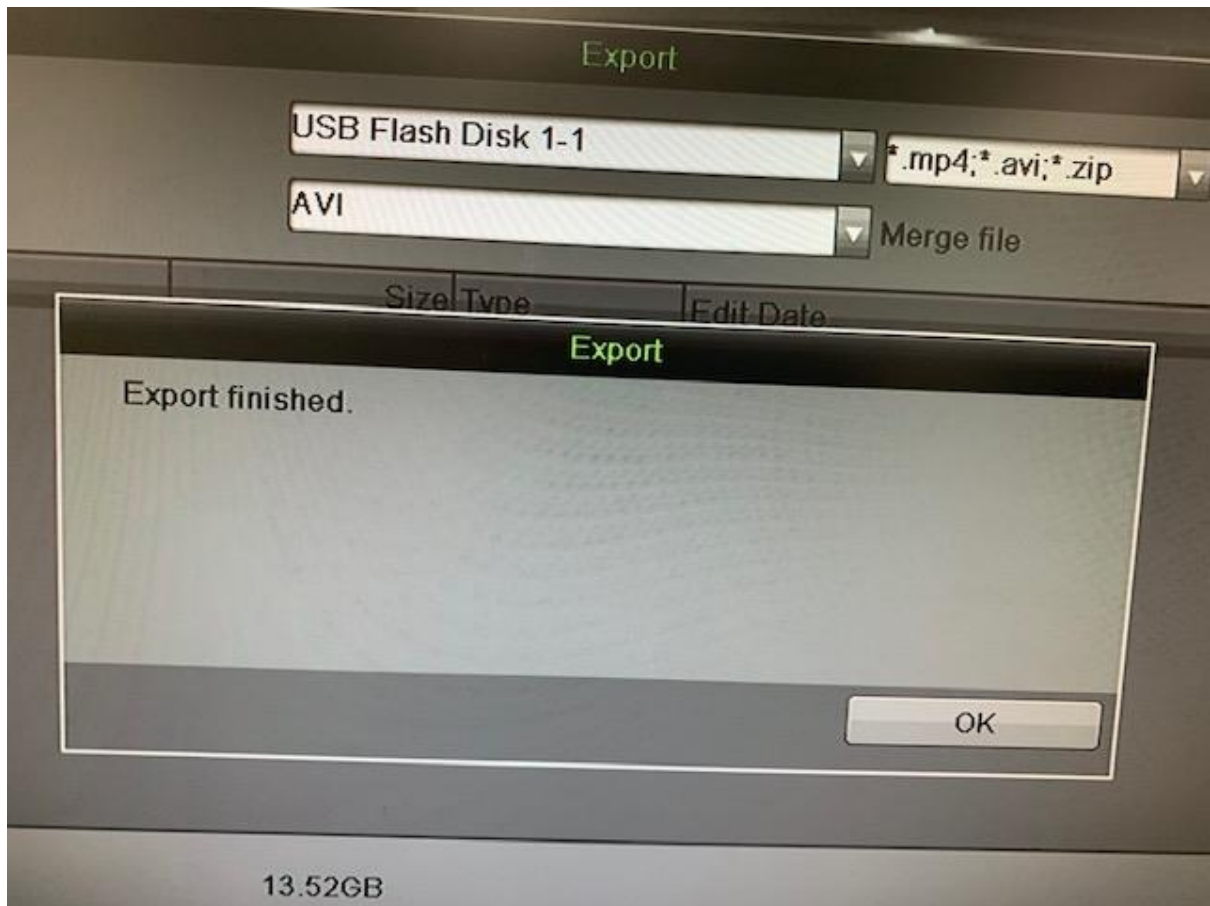 Export
USB Flash Disk 1-1
*.mp4;*.avi;*.zip
AVI
Merge file
Size Type Edit Date
Export
Export finished.
OK
13.52GB